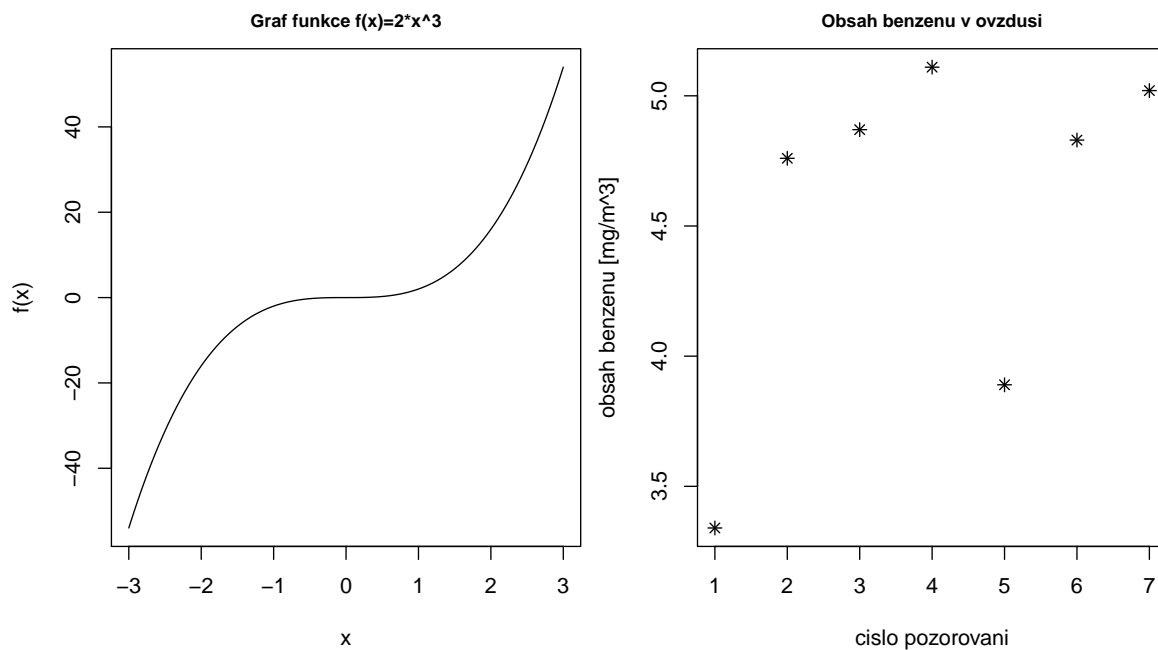 Graf funkce f(x)=2*x^3
f(x)
40
20
0
−20
−40
−3 −2 −1 0 1 2 3
x
Obsah benzenu v ovzdusi
obsah benzenu [mg/m^3]
5.0
4.5
4.0
3.5
1 2 3 4 5 6 7
cislo pozorovani